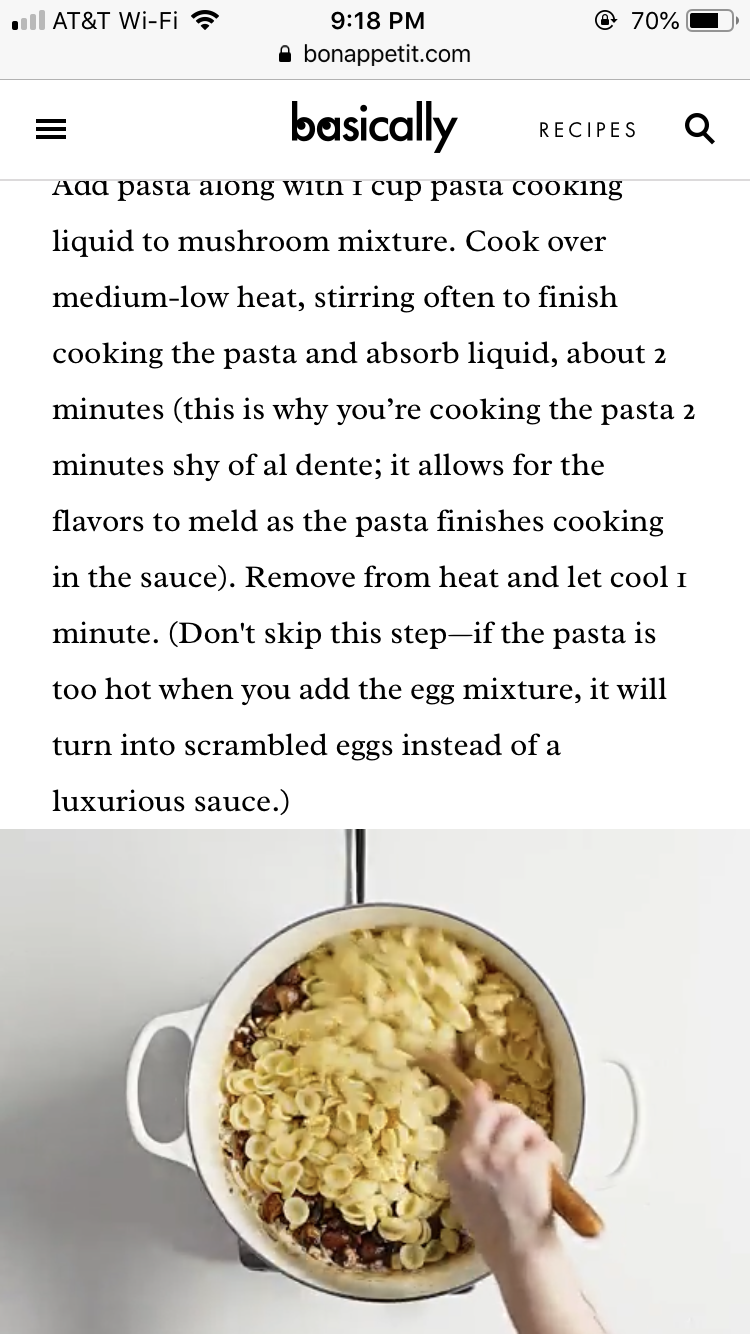 AT&T Wi-Fi 9:18 PM 70%
bonappetit.com
basically RECIPES
Add pasta along with 1 cup pasta cooking
liquid to mushroom mixture. Cook over
medium-low heat, stirring often to finish
cooking the pasta and absorb liquid, about 2
minutes (this is why you’re cooking the pasta 2
minutes shy of al dente; it allows for the
flavors to meld as the pasta finishes cooking
in the sauce). Remove from heat and let cool 1
minute. (Don't skip this step—if the pasta is
too hot when you add the egg mixture, it will
turn into scrambled eggs instead of a
luxurious sauce.)